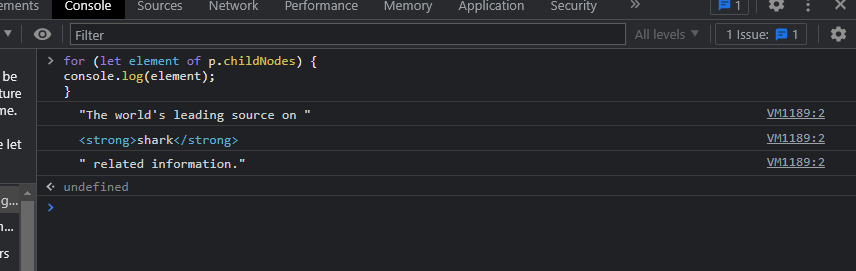 ements Console Sources Network Performance Memory Application Security » 1
Filter All levels 1 Issue: 1
be
ture
me.
e let
g...
n...
rs
> for (let element of p.childNodes) {
console.log(element);
}
"The world's leading source on " VM1189:2
<strong>shark</strong> VM1189:2
" related information." VM1189:2
undefined
>